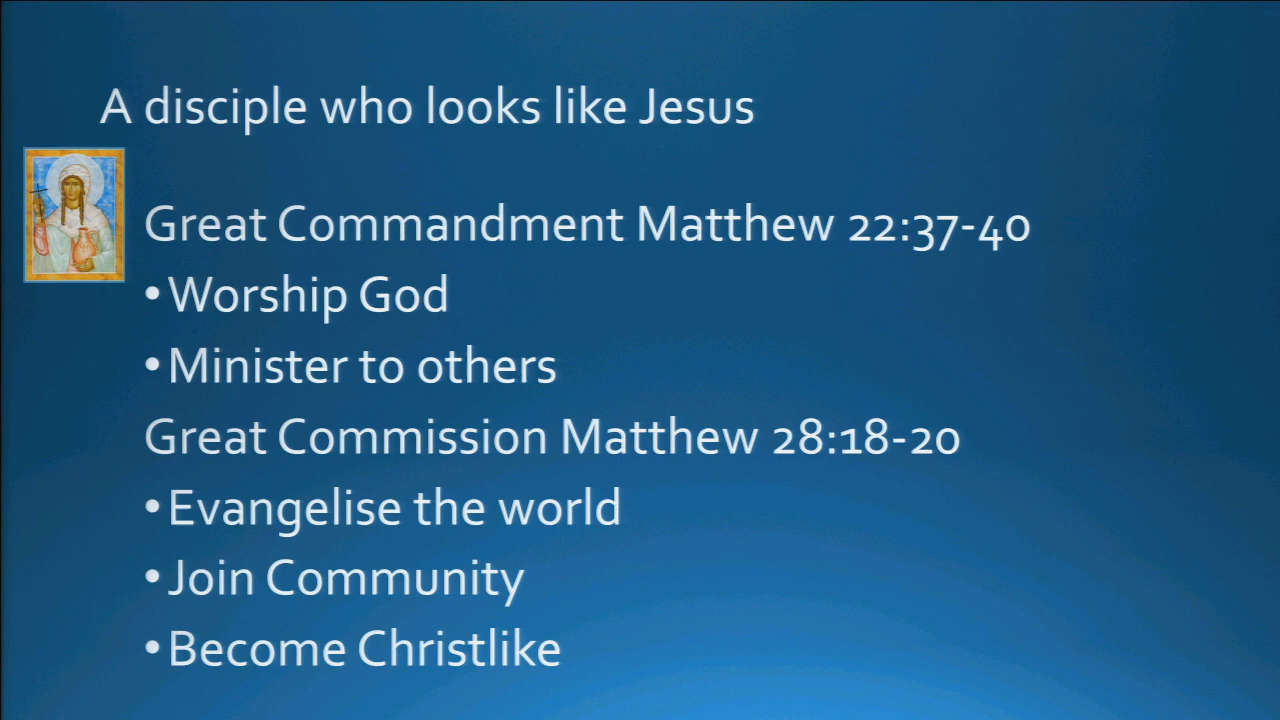 A disciple who looks like Jesus
Great Commandment Matthew 22:37-40
•Worship God
•Minister to others
Great Commission Matthew 28:18-20
•Evangelise the world
•Join Community
•Become Christlike